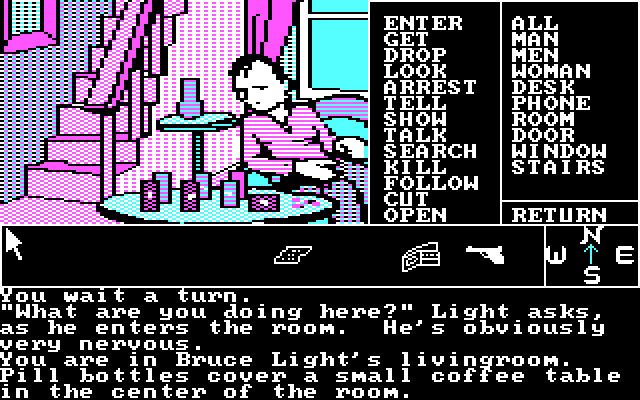 ENTER
GET
DROP
LOOK
ARREST
TELL
SHOW
TALK
SEARCH
KILL
FOLLOW
CUT
OPEN
ALL
MAN
MEN
WOMAN
DESK
PHONE
ROOM
DOOR
WINDOW
STAIRS
RETURN
N
W E
S
You wait a turn.
"What are you doing here?" Light asks,
as he enters the room.  He's obviously
very nervous.
You are in Bruce Light's livingroom.
Pill bottles cover a small coffee table
in the center of the room.